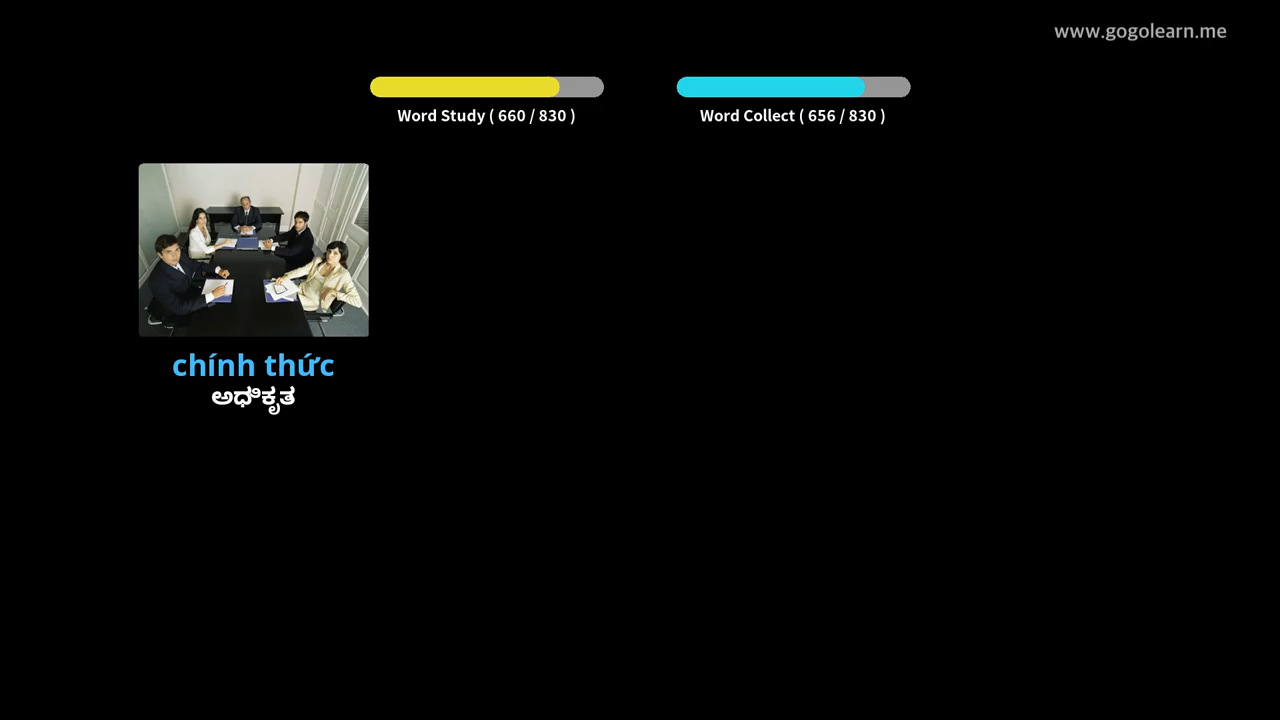 www.gogolearn.me
Word Study ( 660 / 830 )
Word Collect ( 656 / 830 )
chính thức
ಅಧಿಕೃತ